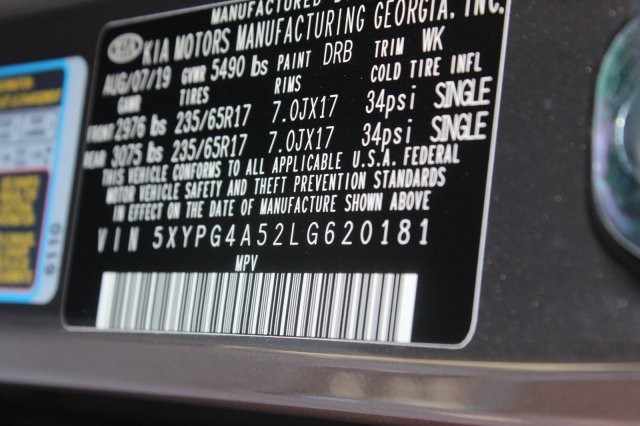 MANUFACTURED
KIA KIA MOTORS MANUFACTURING GEORGIA, INC.
AUG/07/19 GVWR 5490 lbs PAINT DRB TRIM WK
GAWR TIRES RIMS COLD TIRE INFL
FRONT 2976 lbs 235/65R17 7.0JX17 34psi SINGLE
REAR 3075 lbs 235/65R17 7.0JX17 34psi SINGLE
THIS VEHICLE CONFORMS TO ALL APPLICABLE U.S.A. FEDERAL
MOTOR VEHICLE SAFETY AND THEFT PREVENTION STANDARDS
IN EFFECT ON THE DATE OF MANUFACTURE SHOWN ABOVE
VIN 5XYPG4A52LG620181
MPV
6110